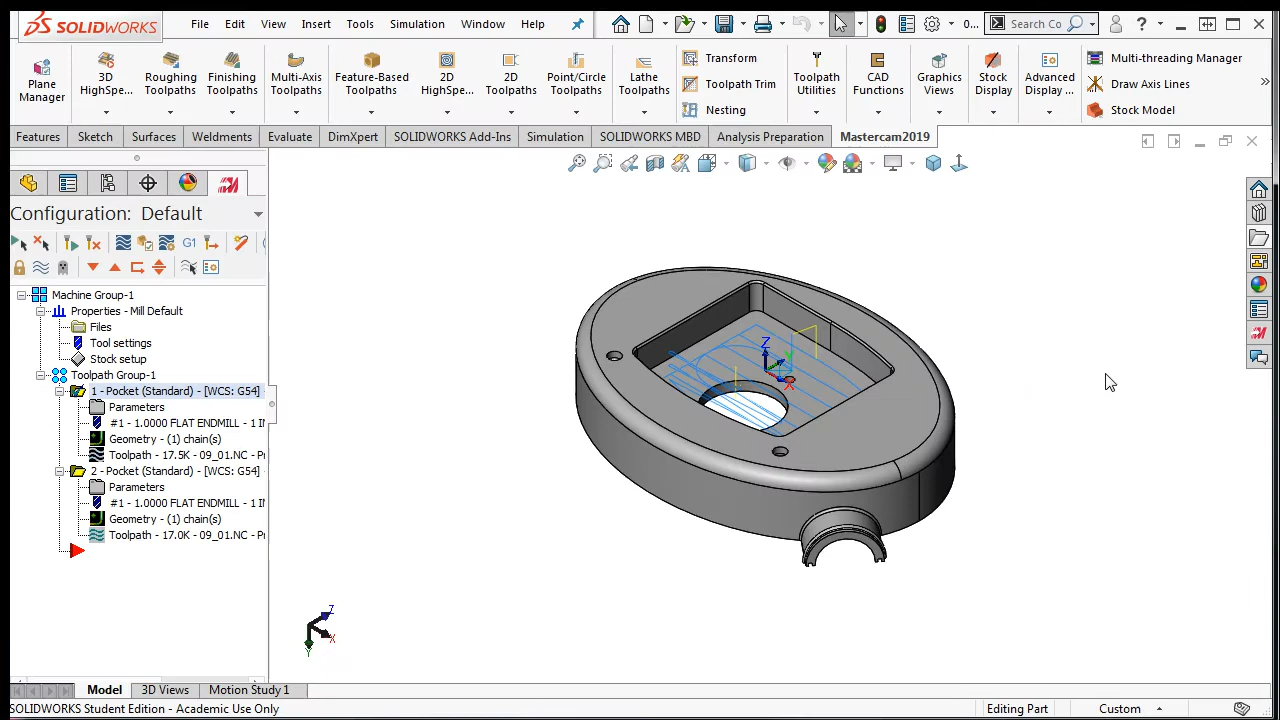 SOLIDWORKS File Edit View Insert Tools Simulation Window Help 0... Search Co ?
Plane Manager
3D HighSpe...
Roughing Toolpaths
Finishing Toolpaths
Multi-Axis Toolpaths
Feature-Based Toolpaths
2D HighSpe...
2D Toolpaths
Point/Circle Toolpaths
Lathe Toolpaths
Transform
Toolpath Trim
Nesting
Toolpath Utilities
CAD Functions
Graphics Views
Stock Display
Advanced Display ...
Multi-threading Manager
Draw Axis Lines
Stock Model
Features Sketch Surfaces Weldments Evaluate DimXpert SOLIDWORKS Add-Ins Simulation SOLIDWORKS MBD Analysis Preparation Mastercam2019
Configuration: Default
G1
Machine Group-1
Properties - Mill Default
Files
Tool settings
Stock setup
Toolpath Group-1
1 - Pocket (Standard) - [WCS: G54]
Parameters
#1 - 1.0000 FLAT ENDMILL - 1 I
Geometry - (1) chain(s)
Toolpath - 17.5K - 09_01.NC - P
2 - Pocket (Standard) - [WCS: G54]
Parameters
#1 - 1.0000 FLAT ENDMILL - 1 I
Geometry - (1) chain(s)
Toolpath - 17.0K - 09_01.NC - P
Z
Y
X
Z
X
Y
Model 3D Views Motion Study 1
SOLIDWORKS Student Edition - Academic Use Only Editing Part Custom